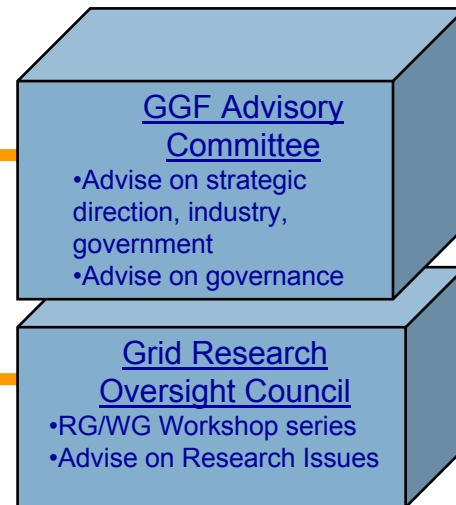 GGF Advisory
Committee
•Advise on strategic
direction, industry,
government
•Advise on governance
Grid Research
Oversight Council
•RG/WG Workshop series
•Advise on Research Issues